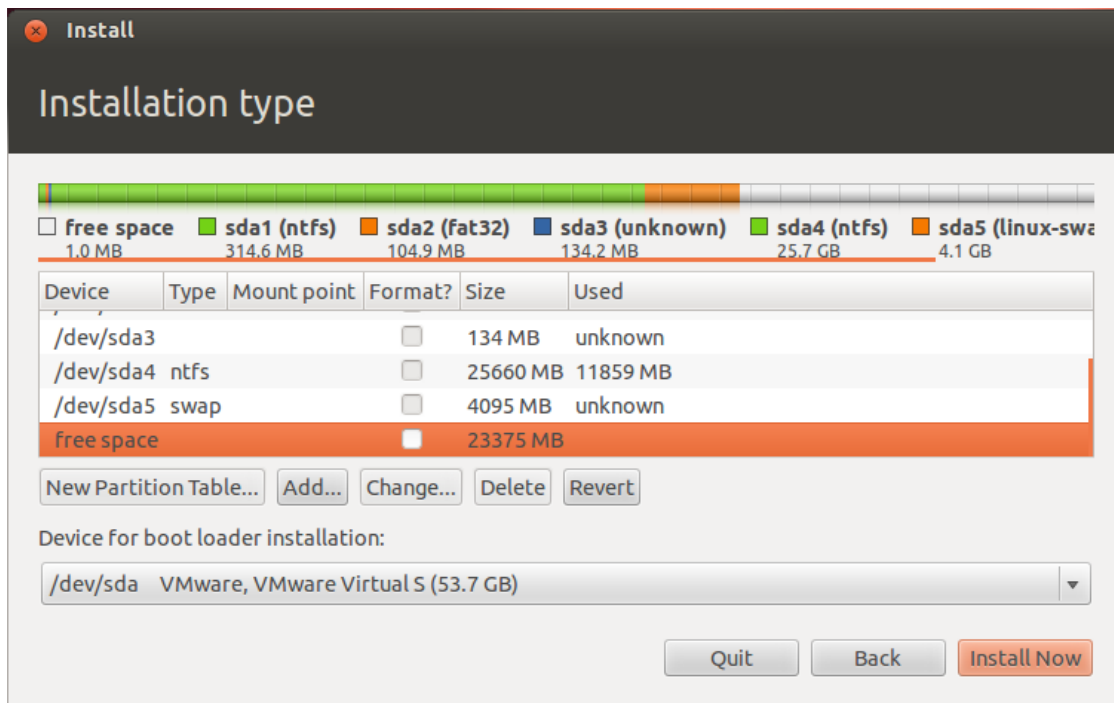 Install
Installation type
free space sda1 (ntfs) sda2 (fat32) sda3 (unknown) sda4 (ntfs) sda5 (linux-swa
1.0 MB 314.6 MB 104.9 MB 134.2 MB 25.7 GB 4.1 GB
Device Type Mount point Format? Size Used
/dev/sda3 134 MB unknown
/dev/sda4 ntfs 25660 MB 11859 MB
/dev/sda5 swap 4095 MB unknown
free space 23375 MB
New Partition Table... Add... Change... Delete Revert
Device for boot loader installation:
/dev/sda VMware, VMware Virtual S (53.7 GB)
Quit Back Install Now